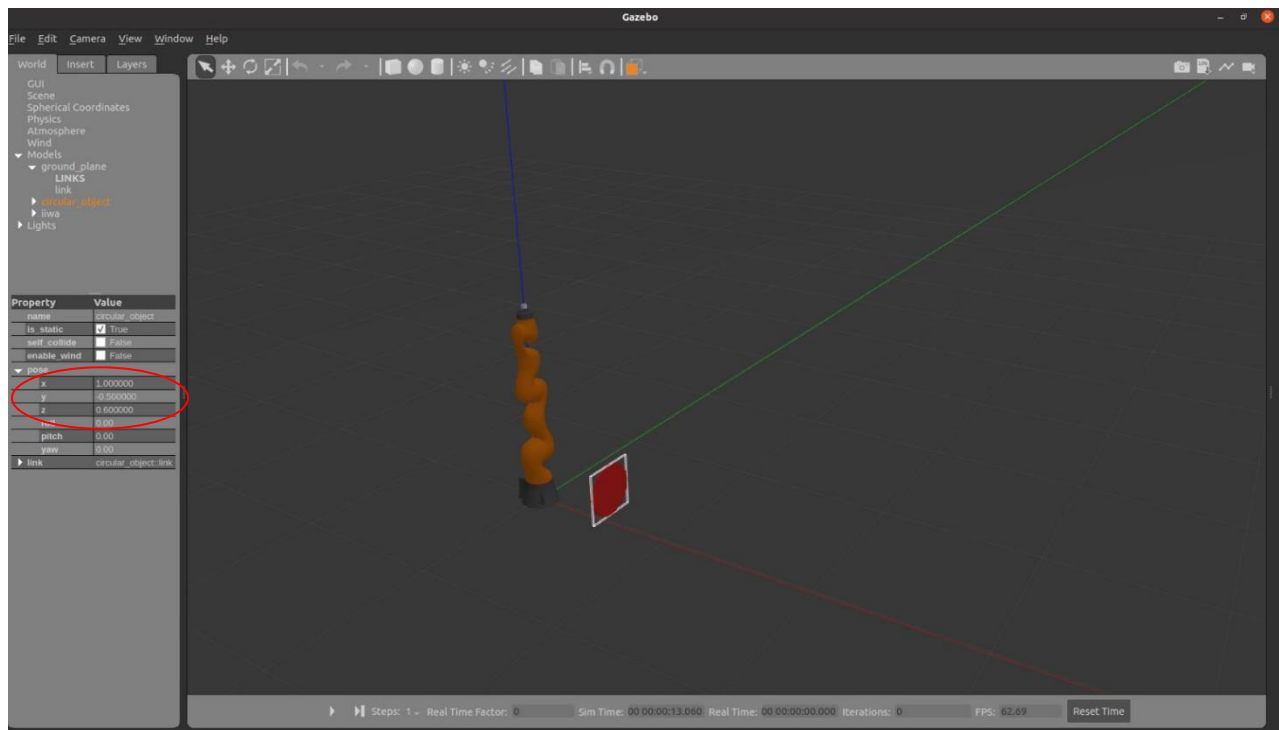 Gazebo
File Edit Camera View Window Help
World Insert Layers
GUI
Scene
Spherical Coordinates
Physics
Atmosphere
Wind
Models
ground_plane
LINKS
link
circular_object
iiwa
Lights
Property Value
name circular_object
is_static True
self_collide False
enable_wind False
pose
x 1.000000
y -0.500000
z 0.600000
roll 0.00
pitch 0.00
yaw 0.00
link circular_object::link
Steps: 1 Real Time Factor: 0 Sim Time: 00 00:00:13.060 Real Time: 00 00:00:00.000 Iterations: 0 FPS: 62.69 Reset Time